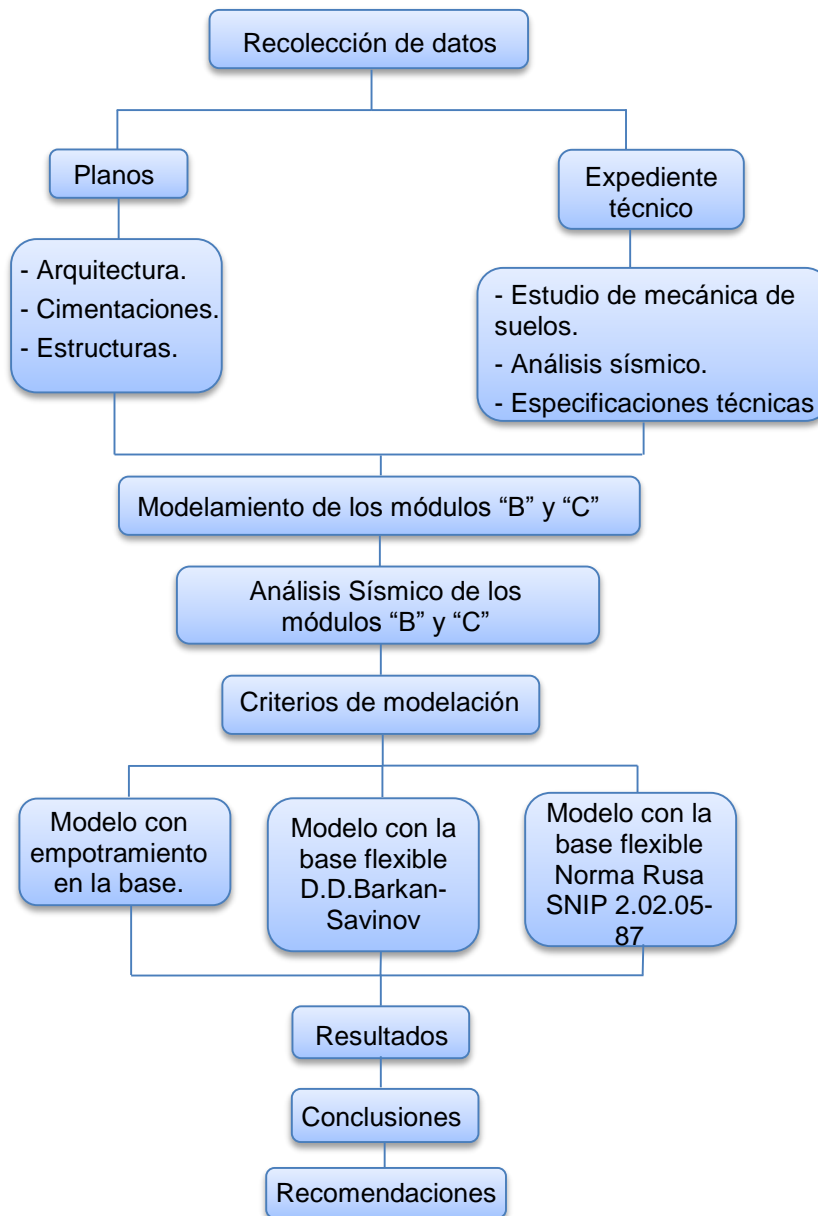 Recolección de datos
Planos
Expediente
técnico
- Arquitectura.
- Cimentaciones.
- Estructuras.
- Estudio de mecánica de
suelos.
- Análisis sísmico.
- Especificaciones técnicas
Modelamiento de los módulos “B” y “C”
Análisis Sísmico de los
módulos “B” y “C”
Criterios de modelación
Modelo con
empotramiento
en la base.
Modelo con la
base flexible
D.D.Barkan-
Savinov
Modelo con la
base flexible
Norma Rusa
SNIP 2.02.05-
87
Resultados
Conclusiones
Recomendaciones